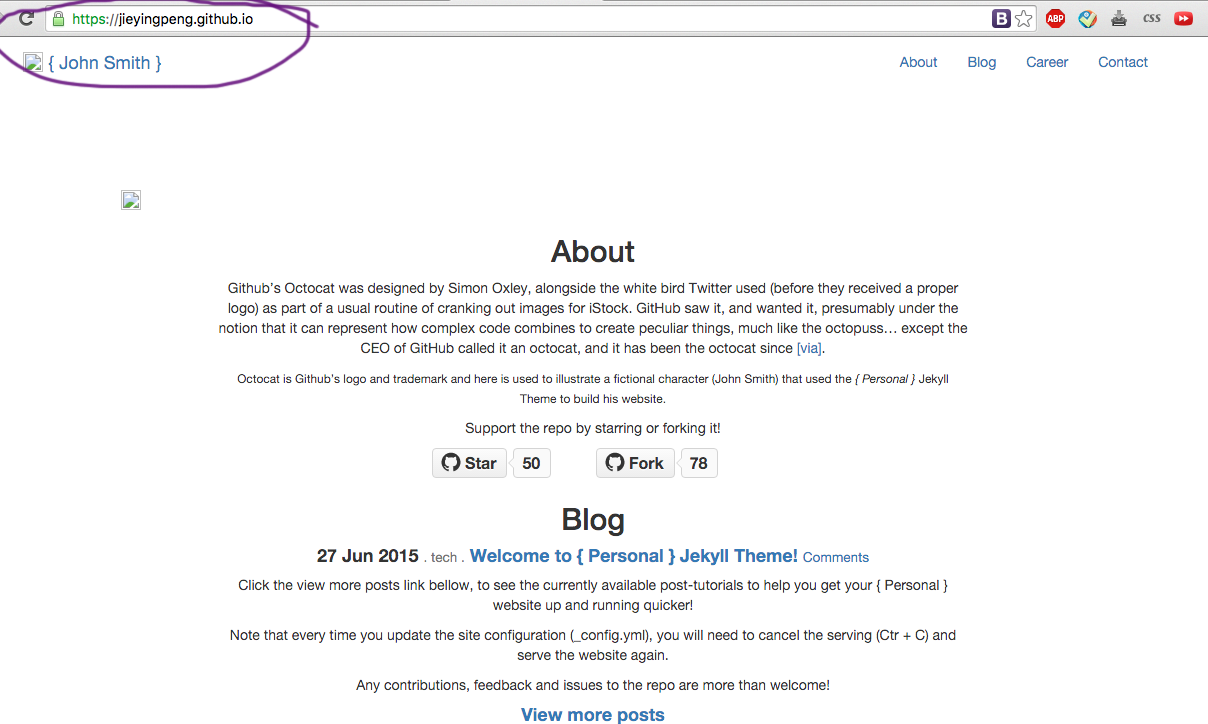 https://jieyingpeng.github.io
B
ABP
CSS
{ John Smith }
About
Blog
Career
Contact
About
Github's Octocat was designed by Simon Oxley, alongside the white bird Twitter used (before they received a proper
logo) as part of a usual routine of cranking out images for iStock. GitHub saw it, and wanted it, presumably under the
notion that it can represent how complex code combines to create peculiar things, much like the octopuss… except the
CEO of GitHub called it an octocat, and it has been the octocat since [via].
Octocat is Github's logo and trademark and here is used to illustrate a fictional character (John Smith) that used the { Personal } Jekyll
Theme to build his website.
Support the repo by starring or forking it!
Star 50 Fork 78
Blog
27 Jun 2015 . tech . Welcome to { Personal } Jekyll Theme! Comments
Click the view more posts link bellow, to see the currently available post-tutorials to help you get your { Personal }
website up and running quicker!
Note that every time you update the site configuration (_config.yml), you will need to cancel the serving (Ctr + C) and
serve the website again.
Any contributions, feedback and issues to the repo are more than welcome!
View more posts